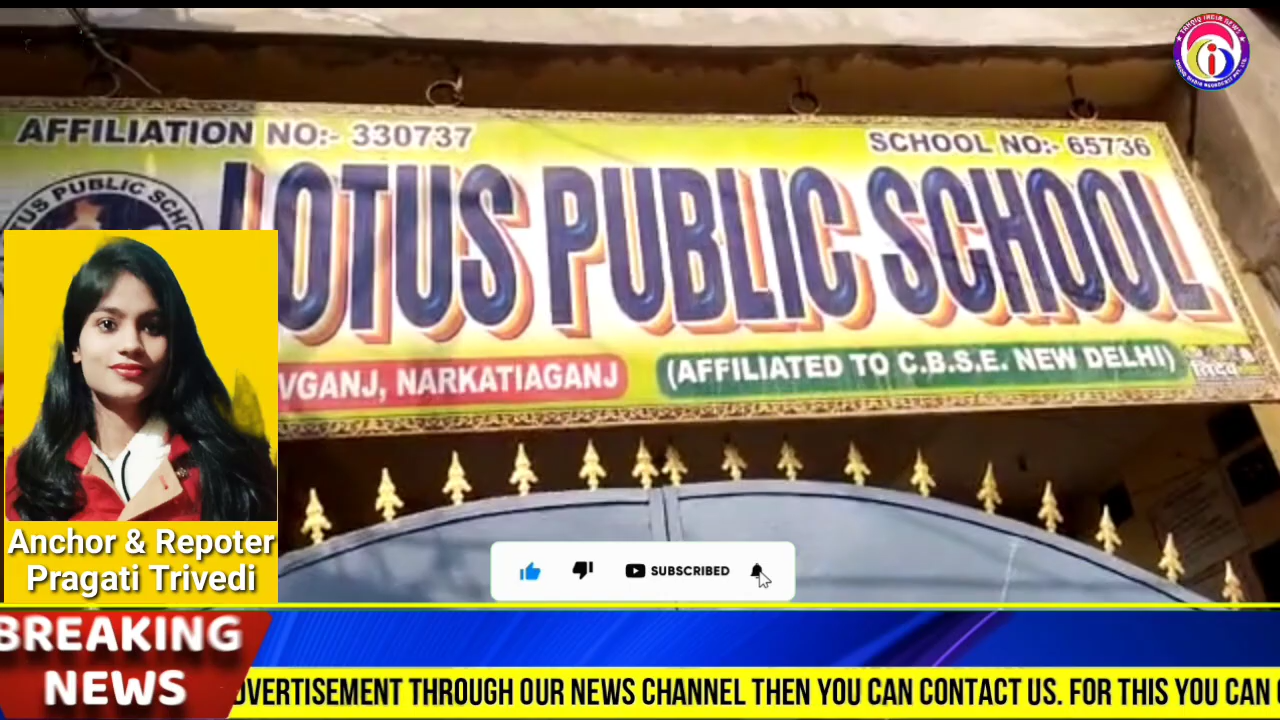 AFFILIATION NO:- 330737
SCHOOL NO:- 65736
LOTUS PUBLIC SCHOOL
VGANJ, NARKATIAGANJ
(AFFILIATED TO C.B.S.E. NEW DELHI)
Anchor & Repoter
Pragati Trivedi
SUBSCRIBED
BREAKING
NEWS
DVERTISEMENT THROUGH OUR NEWS CHANNEL THEN YOU CAN CONTACT US. FOR THIS YOU CAN